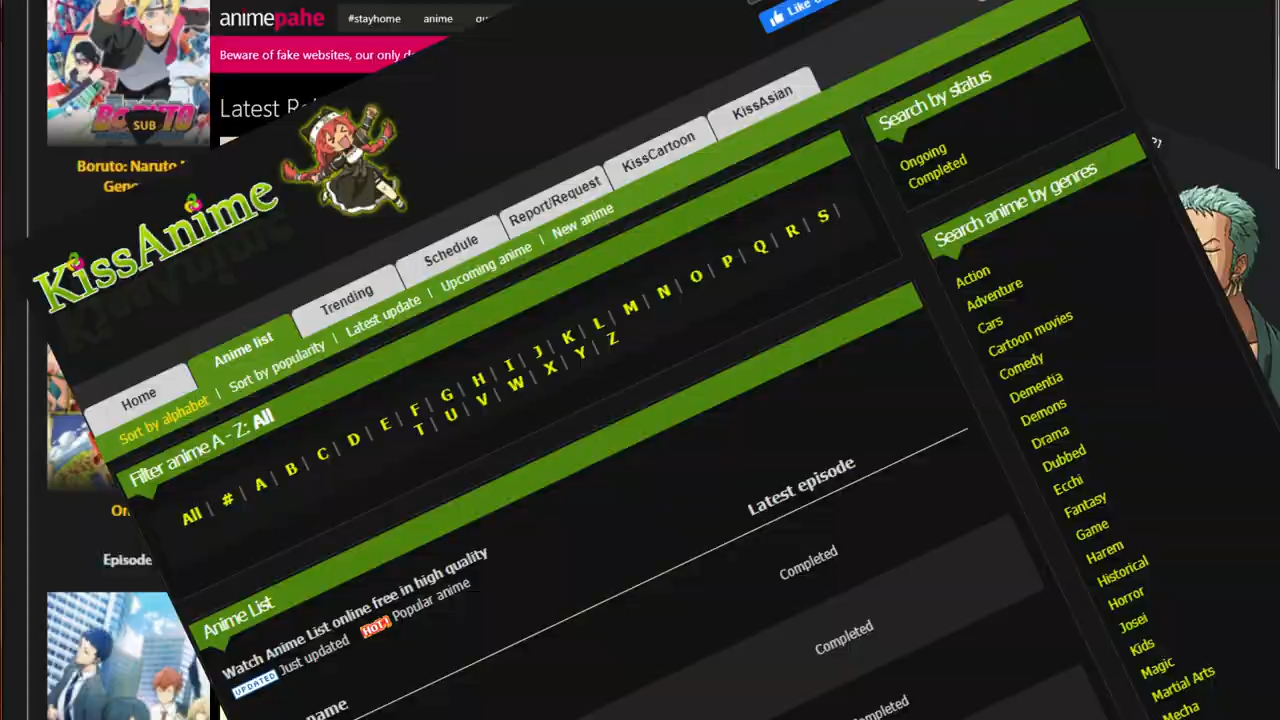 animepahe
#stayhome
anime
Beware of fake websites, our only
Latest
BORUTO
SUB
Boruto: Naruto
Episode
Like
KissAnime
Home
Anime list
Trending
Schedule
Report/Request
KissCartoon
KissAsian
Sort by alphabet | Sort by popularity | Latest update | Upcoming anime | New anime
Filter anime A - Z: All
All | # | A | B | C | D | E | F | G | H | I | J | K | L | M | N | O | P | Q | R | S |
T | U | V | W | X | Y | Z
Anime List
Watch Anime List online free in high quality
UPDATED Just updated HOT! Popular anime
name
Latest episode
Completed
Completed
Completed
Search by status
Ongoing
Completed
Search anime by genres
Action
Adventure
Cars
Cartoon movies
Comedy
Dementia
Demons
Drama
Dubbed
Ecchi
Fantasy
Game
Harem
Historical
Horror
Josei
Kids
Magic
Martial Arts
Mecha